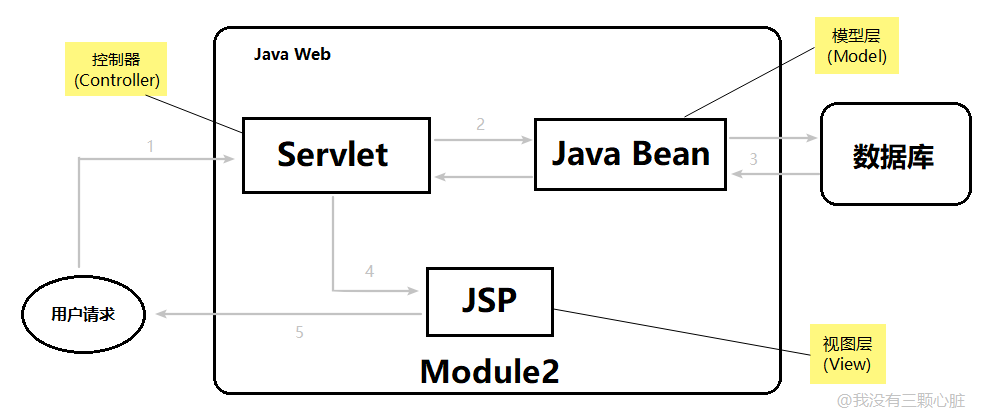 控制器
(Controller)
Java Web
模型层
(Model)
1
Servlet
2
Java Bean
3
数据库
4
JSP
用户请求
5
视图层
(View)
Module2
@我没有三颗心脏